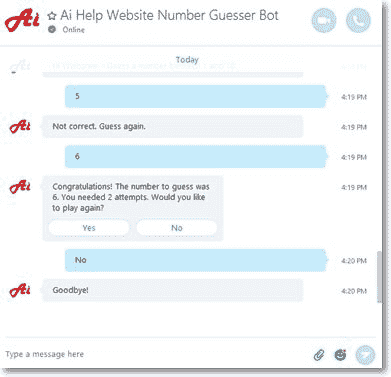 Ai Ai Help Website Number Guesser Bot
Online
Today
5
4:19 PM
Ai Not correct. Guess again.
4:19 PM
6
4:19 PM
Ai Congratulations! The number to guess was
4:19 PM
6. You needed 2 attempts. Would you like
to play again?
Yes No
No
4:20 PM
Ai Goodbye!
4:20 PM
Type a message here